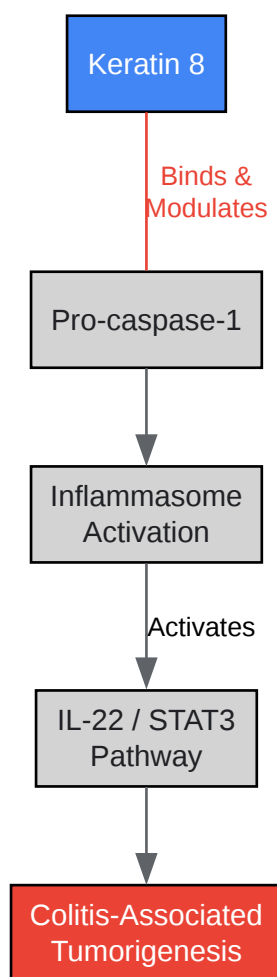 Keratin 8
Binds &
Modulates
Pro-caspase-1
Inflammasome
Activation
Activates
IL-22 / STAT3
Pathway
Colitis-Associated
Tumorigenesis